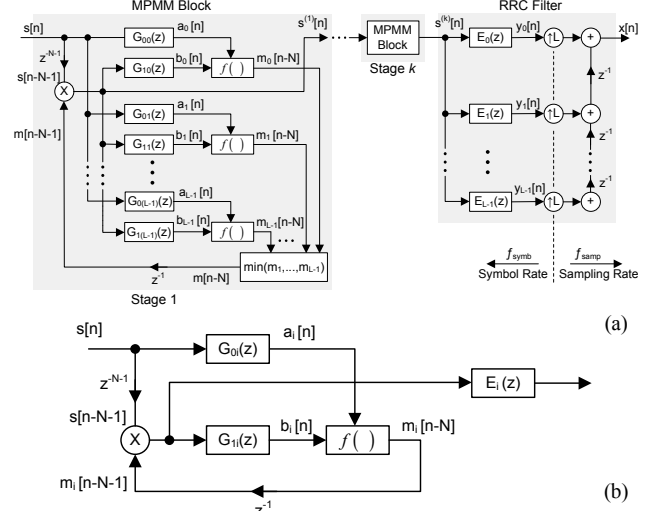 MPMM Block
RRC Filter
s[n]
G00(z)
a0[n]
s(1)[n]
s(k)[n]
E0(z)
y0[n]
↑L
+
x[n]
z-N-1
G10(z)
b0[n]
f( )
m0[n-N]
MPMM
Block
Stage k
s[n-N-1]
X
z-1
m[n-N-1]
G01(z)
a1[n]
E1(z)
y1[n]
↑L
+
G11(z)
b1[n]
f( )
m1[n-N]
z-1
G0(L-1)(z)
aL-1[n]
z-1
G1(L-1)(z)
bL-1[n]
f( )
mL-1[n-N]
EL-1(z)
yL-1[n]
↑L
+
z-1
m[n]
min(m1,...,mL-1)
Stage 1
fsymb
fsamp
Symbol Rate
Sampling Rate
(a)
s[n]
G0i(z)
ai[n]
z-N-1
Ei(z)
s[n-N-1]
X
G1i(z)
bi[n]
f( )
mi[n-N]
mi[n-N-1]
z-1
(b)